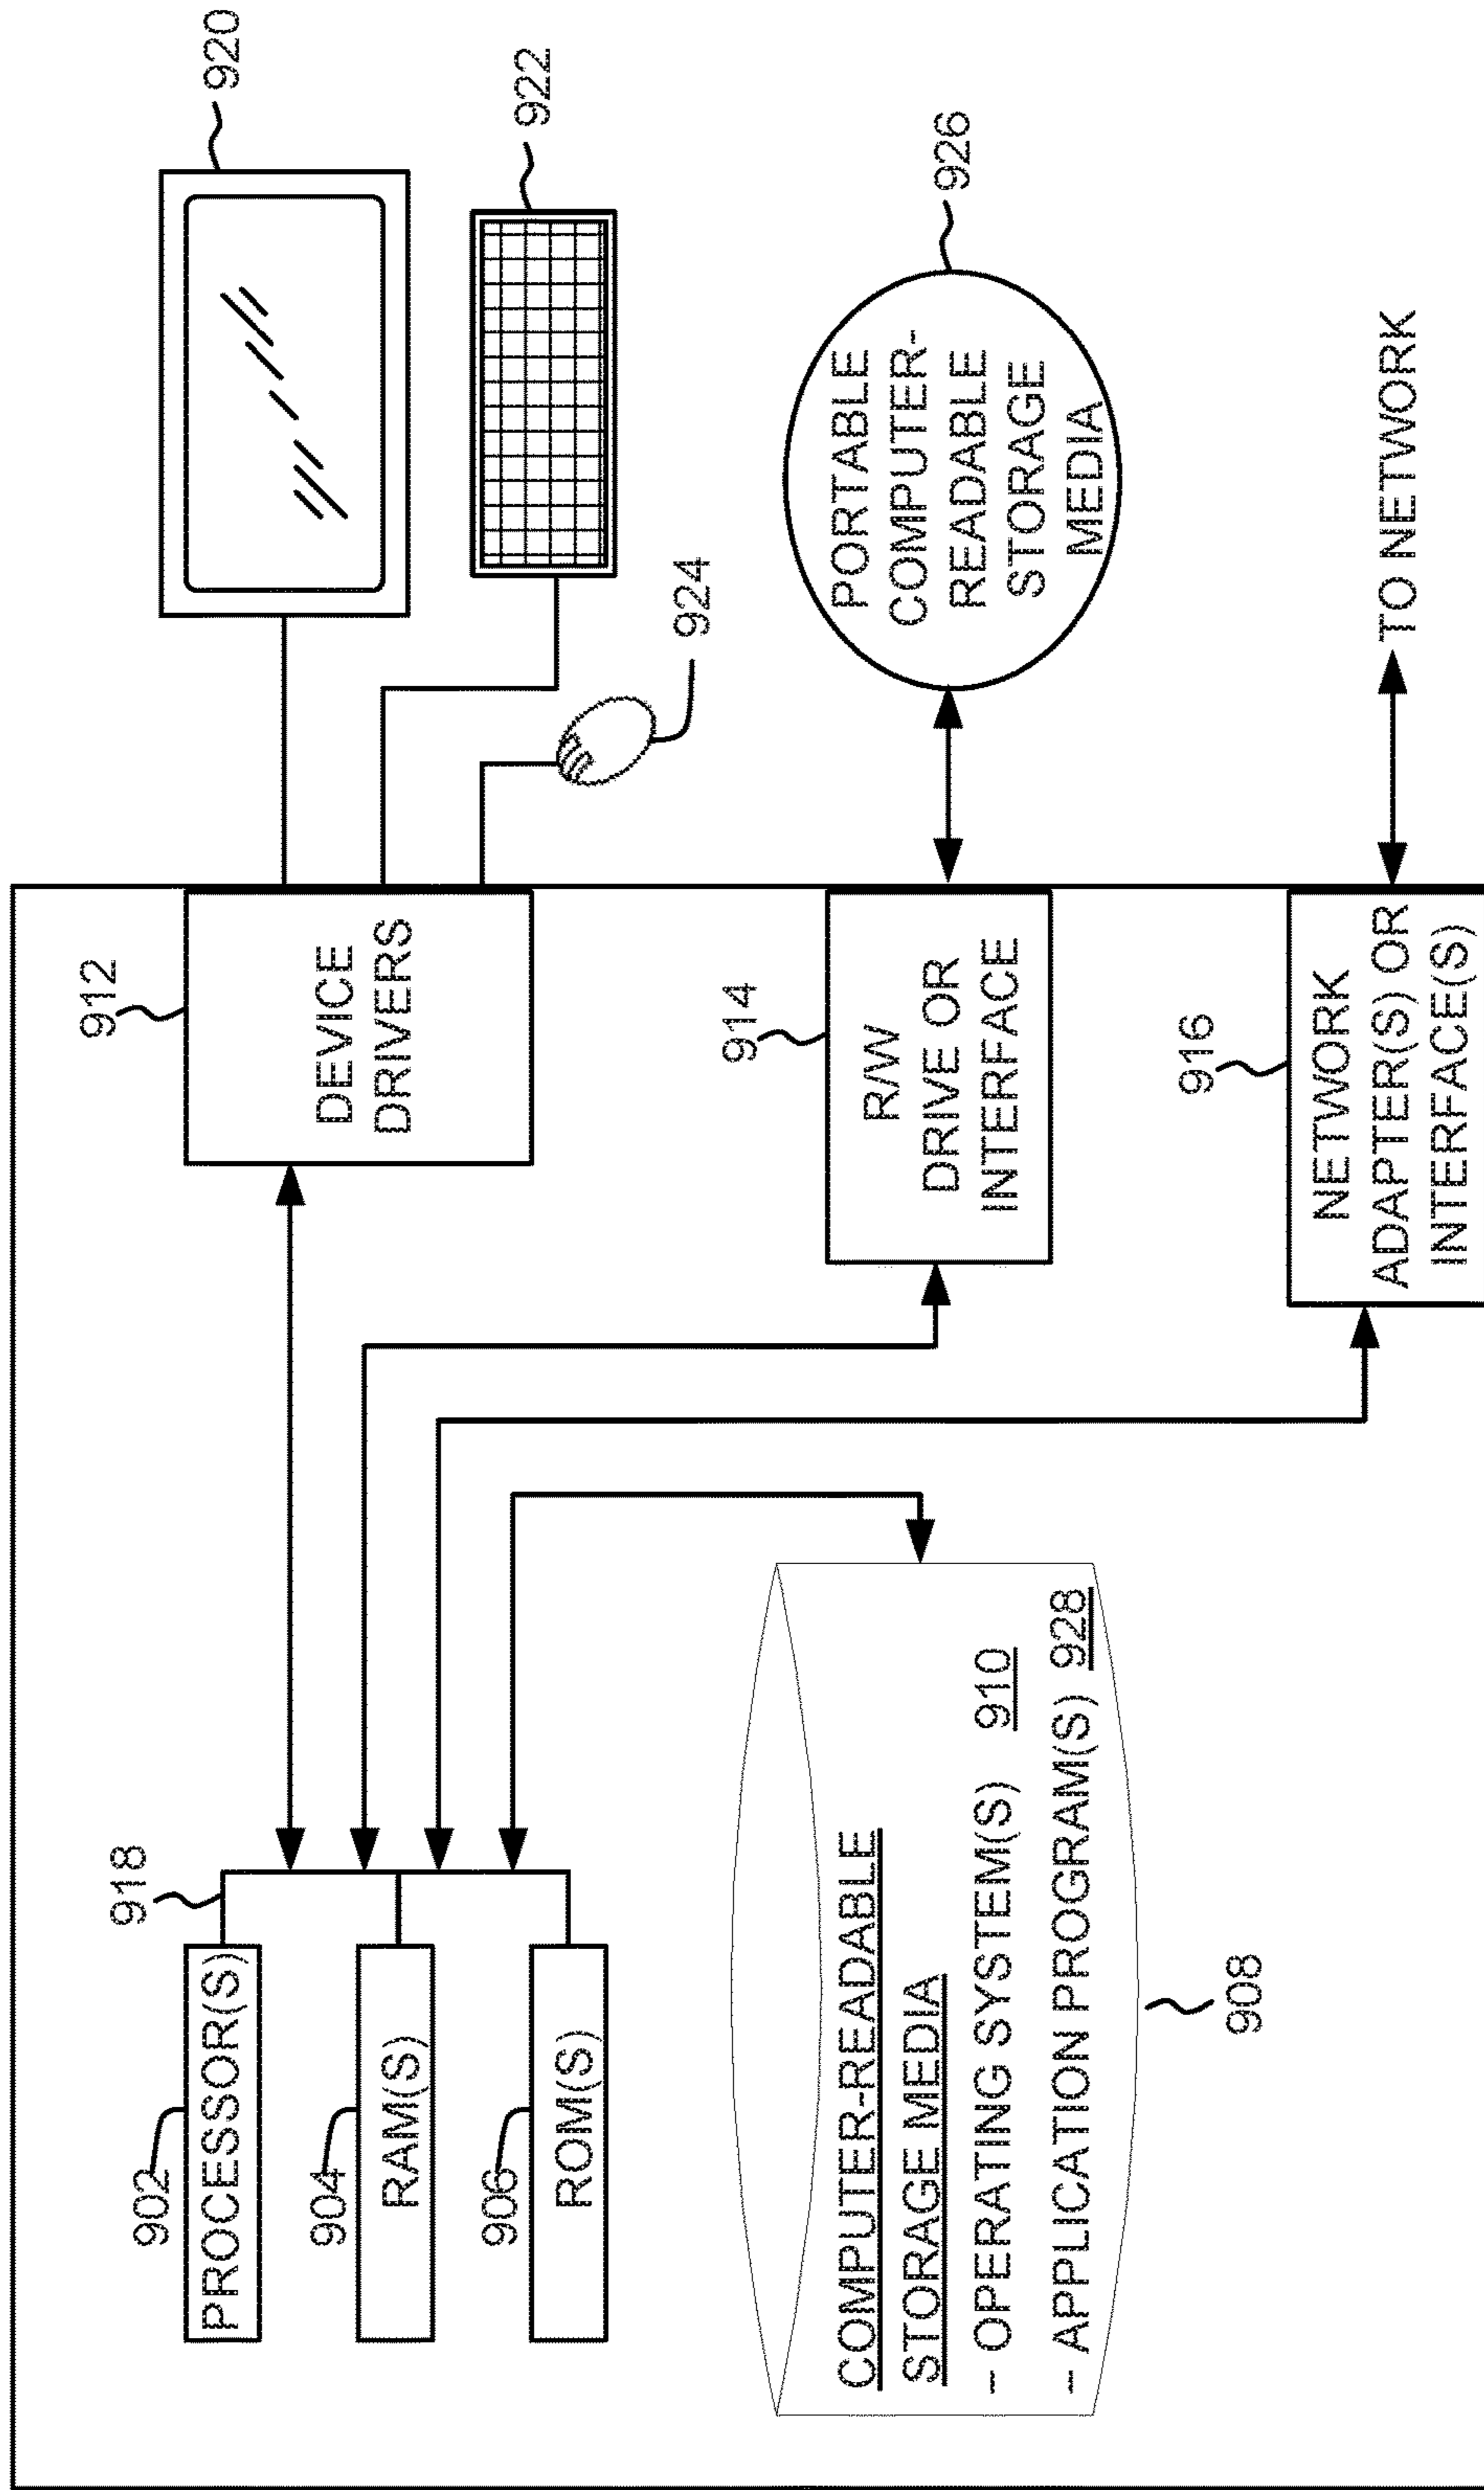 902
PROCESSOR(S)
918
904
RAM(S)
906
ROM(S)
COMPUTER-READABLE
STORAGE MEDIA
– OPERATING SYSTEM(S) 910
– APPLICATION PROGRAM(S) 928
908
912
DEVICE
DRIVERS
914
R/W
DRIVE OR
INTERFACE
916
NETWORK
ADAPTER(S) OR
INTERFACE(S)
920
922
924
926
PORTABLE
COMPUTER-
READABLE
STORAGE
MEDIA
TO NETWORK